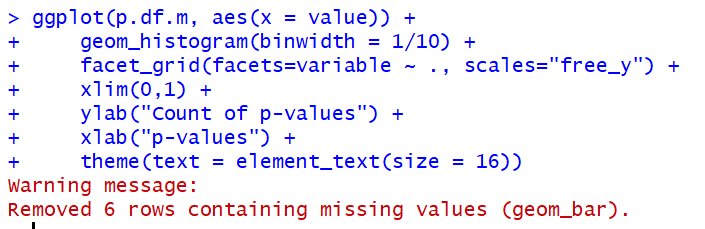 > ggplot(p.df.m, aes(x = value)) +
+     geom_histogram(binwidth = 1/10) +
+     facet_grid(facets=variable ~ ., scales="free_y") +
+     xlim(0,1) +
+     ylab("Count of p-values") +
+     xlab("p-values") +
+     theme(text = element_text(size = 16))
Warning message:
Removed 6 rows containing missing values (geom_bar).